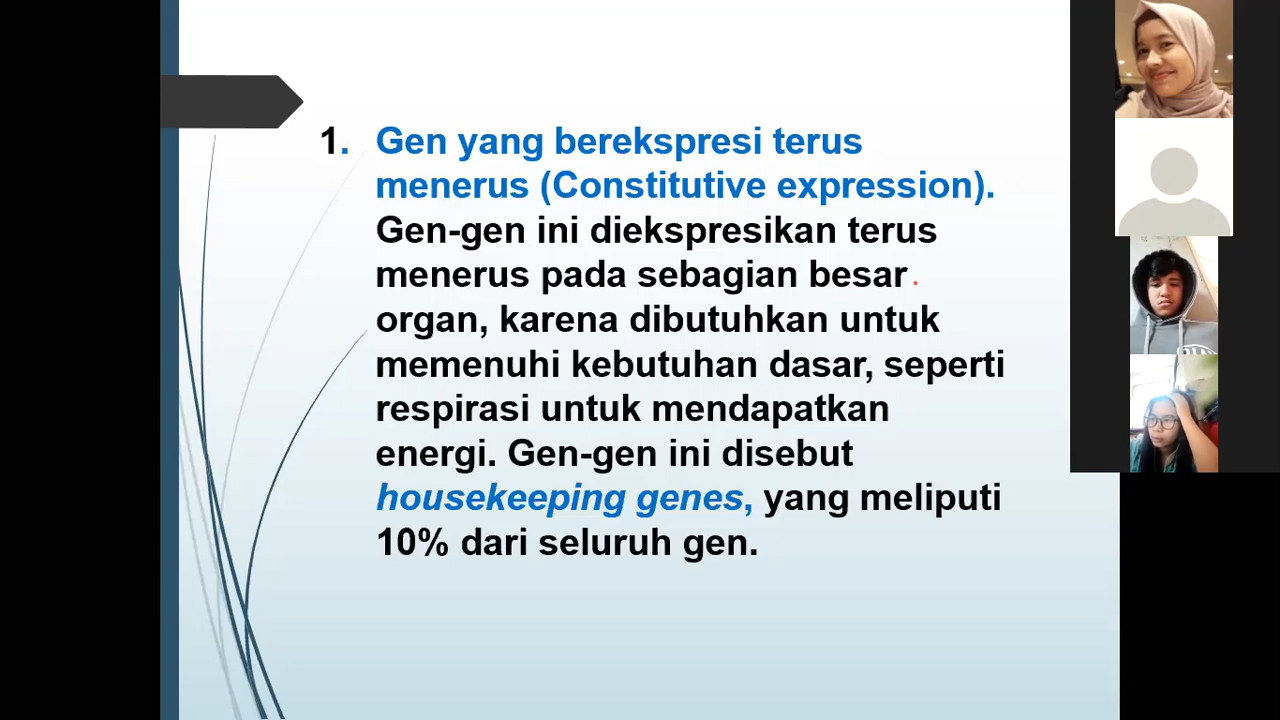 1. Gen yang berekspresi terus
menerus (Constitutive expression).
Gen-gen ini diekspresikan terus
menerus pada sebagian besar
organ, karena dibutuhkan untuk
memenuhi kebutuhan dasar, seperti
respirasi untuk mendapatkan
energi. Gen-gen ini disebut
housekeeping genes, yang meliputi
10% dari seluruh gen.